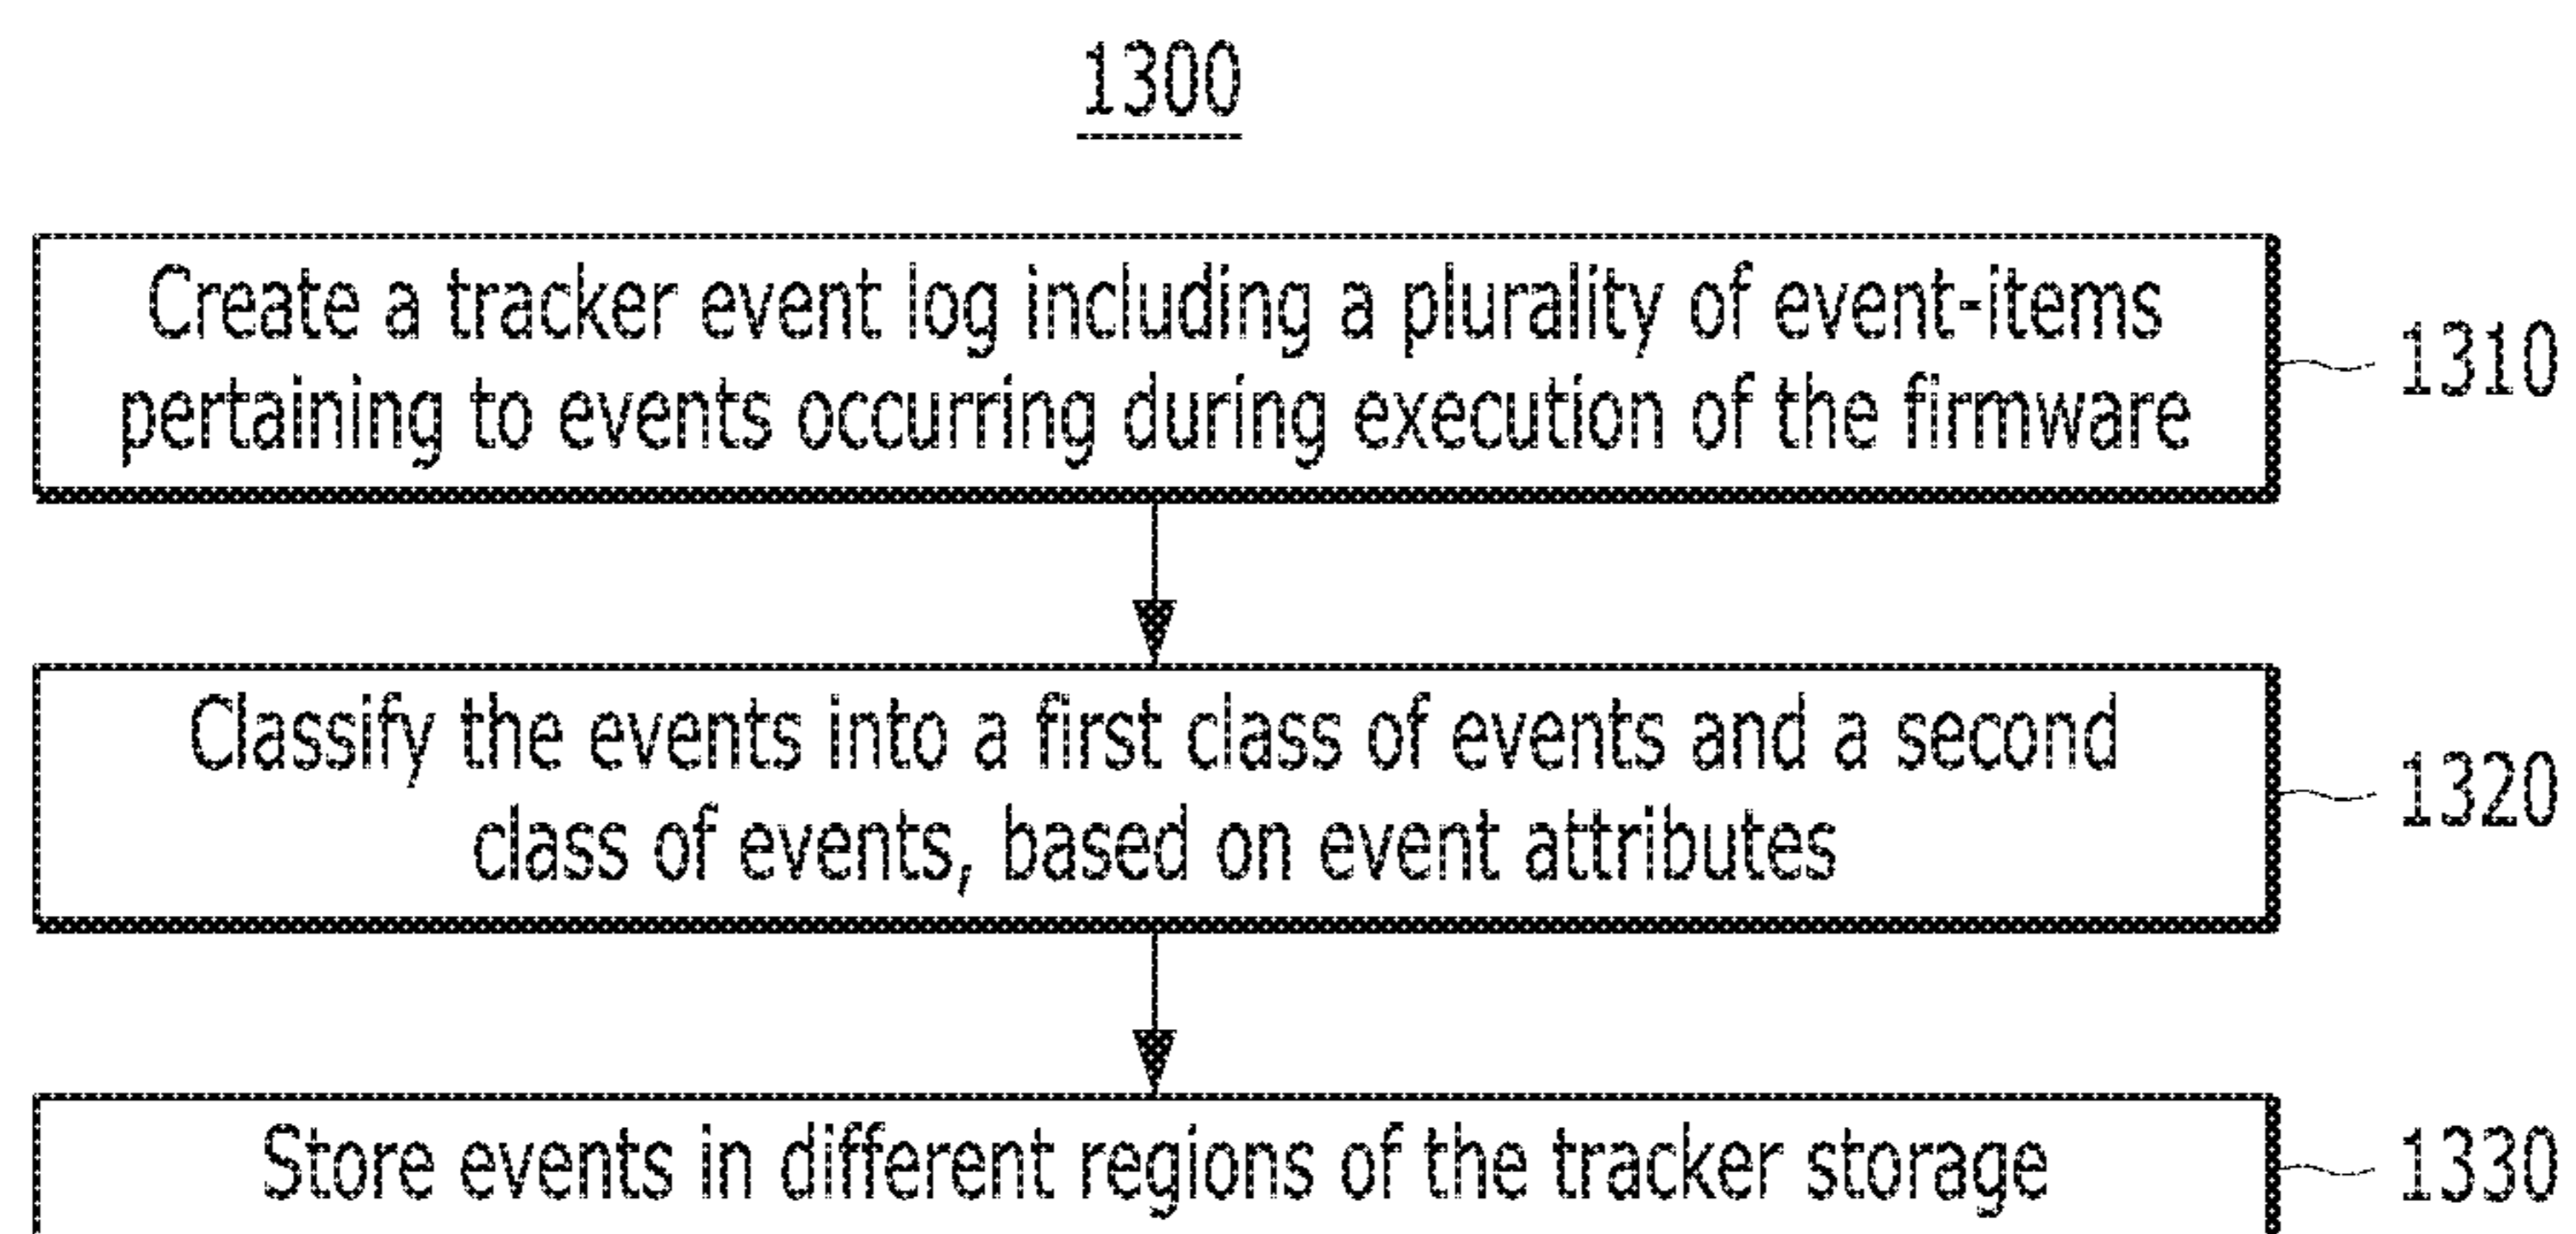 1300
Create a tracker event log including a plurality of event-items
pertaining to events occurring during execution of the firmware
1310
Classify the events into a first class of events and a second
class of events, based on event attributes
1320
Store events in different regions of the tracker storage
1330